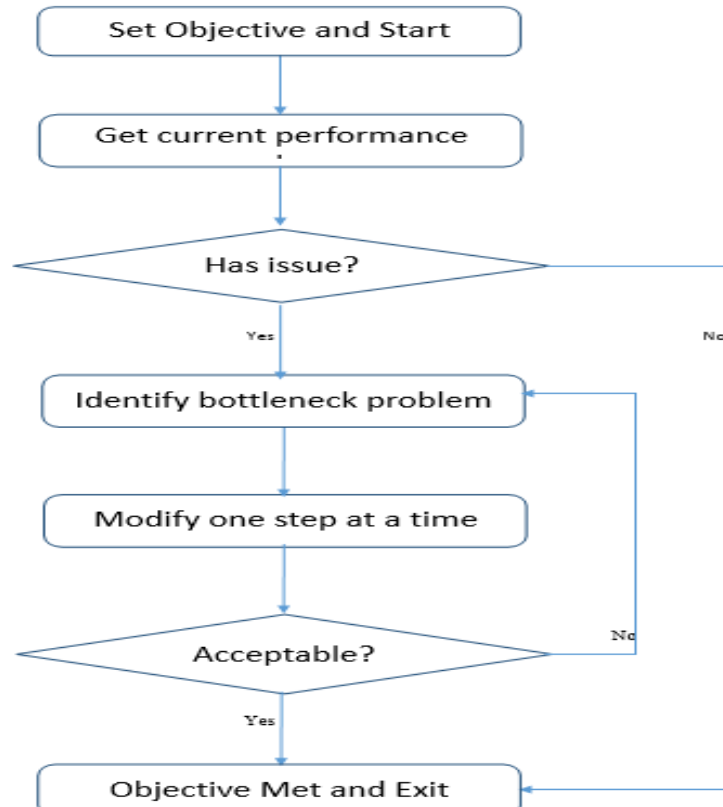 Set Objective and Start
Get current performance
Has issue?
Yes
No
Identify bottleneck problem
Modify one step at a time
No
Acceptable?
Yes
Objective Met and Exit